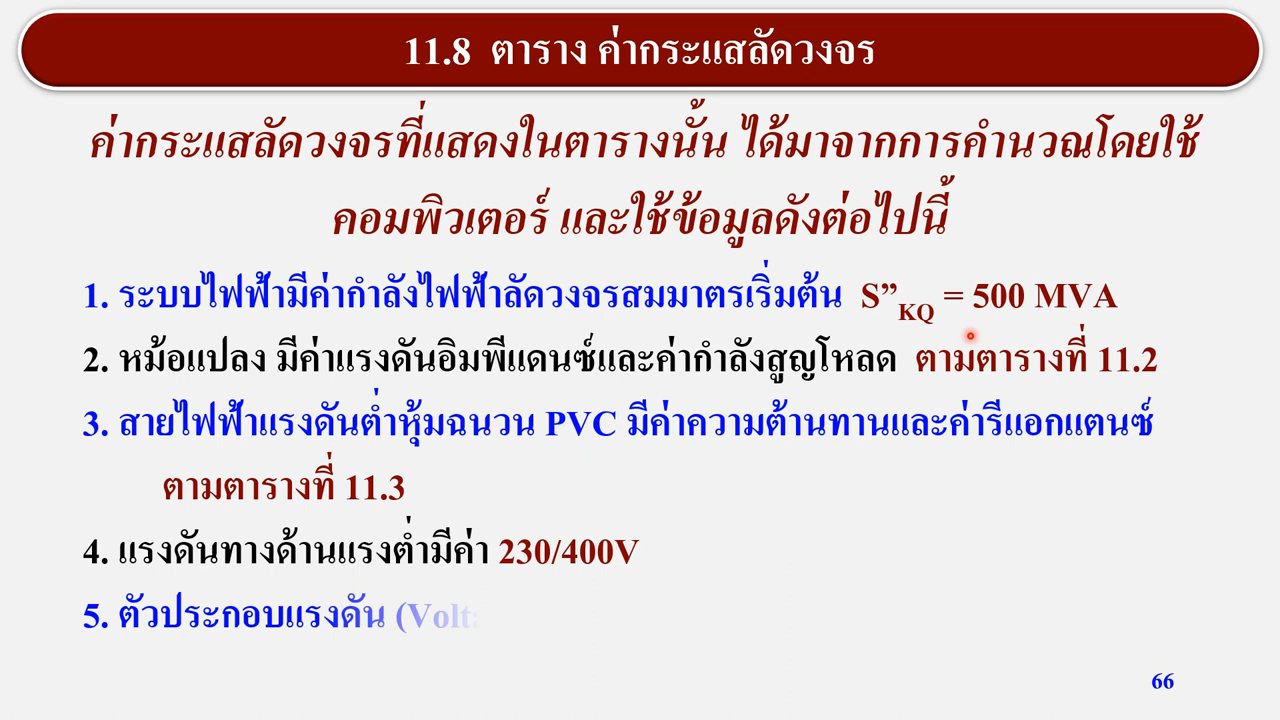 11.8 ตาราง ค่ากระแสลัดวงจร
ค่ากระแสลัดวงจรที่แสดงในตารางนั้น ได้มาจากการคำนวณโดยใช้
คอมพิวเตอร์ และใช้ข้อมูลดังต่อไปนี้
1. ระบบไฟฟ้ามีค่ากำลังไฟฟ้าลัดวงจรสมมาตรเริ่มต้น S”KQ = 500 MVA
2. หม้อแปลง มีค่าแรงดันอิมพีแดนซ์และค่ากำลังสูญโหลด ตามตารางที่ 11.2
3. สายไฟฟ้าแรงดันต่ำหุ้มฉนวน PVC มีค่าความต้านทานและค่ารีแอกแตนซ์
ตามตารางที่ 11.3
4. แรงดันทางด้านแรงต่ำมีค่า 230/400V
5. ตัวประกอบแรงดัน (Volt
66